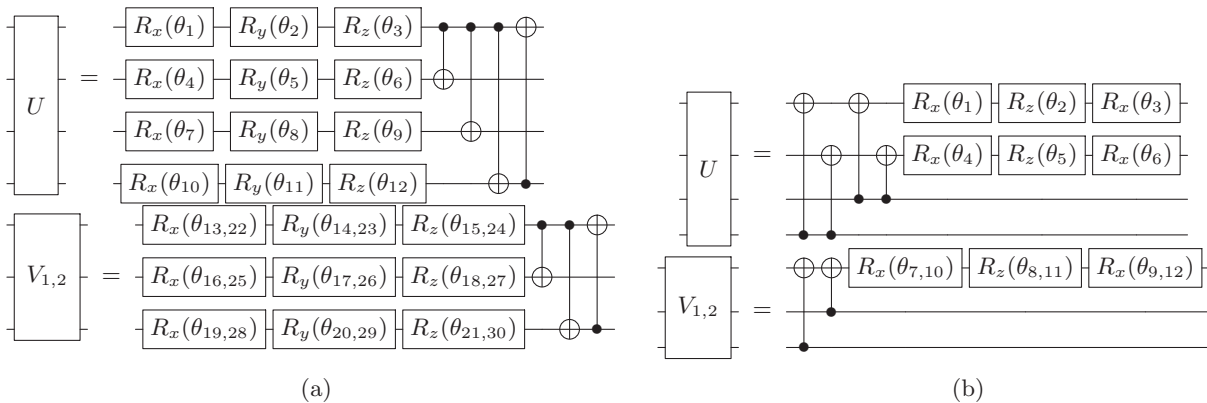 U = R_x(θ_1) R_y(θ_2) R_z(θ_3)
R_x(θ_4) R_y(θ_5) R_z(θ_6)
R_x(θ_7) R_y(θ_8) R_z(θ_9)
R_x(θ_10) R_y(θ_11) R_z(θ_12)
V_1,2 = R_x(θ_13,22) R_y(θ_14,23) R_z(θ_15,24)
R_x(θ_16,25) R_y(θ_17,26) R_z(θ_18,27)
R_x(θ_19,28) R_y(θ_20,29) R_z(θ_21,30)
(a)
U = R_x(θ_1) R_z(θ_2) R_x(θ_3)
R_x(θ_4) R_z(θ_5) R_x(θ_6)
V_1,2 = R_x(θ_7,10) R_z(θ_8,11) R_x(θ_9,12)
(b)